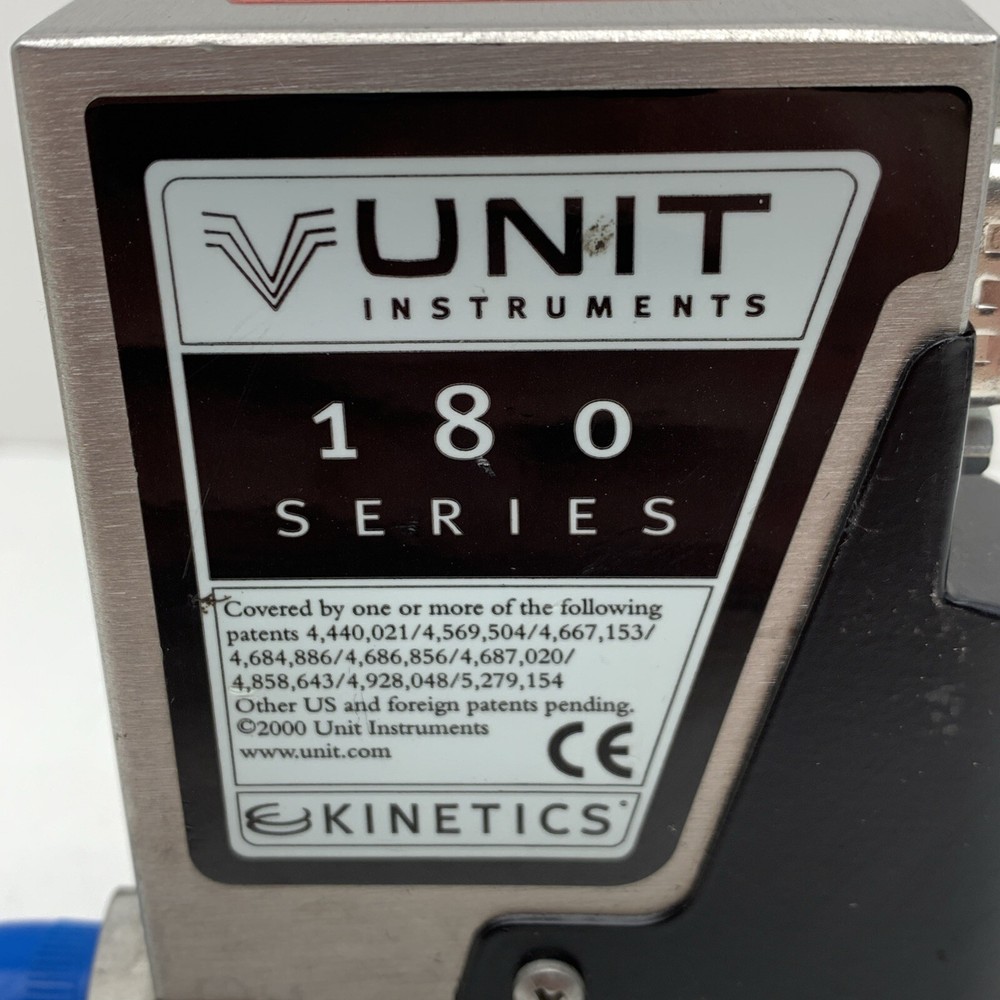 UNIT
INSTRUMENTS
180
SERIES
Covered by one or more of the following
patents 4,440,021/4,569,504/4,667,153/
4,684,886/4,686,856/4,687,020/
4,858,643/4,928,048/5,279,154
Other US and foreign patents pending.
©2000 Unit Instruments
www.unit.com
CE
KINETICS